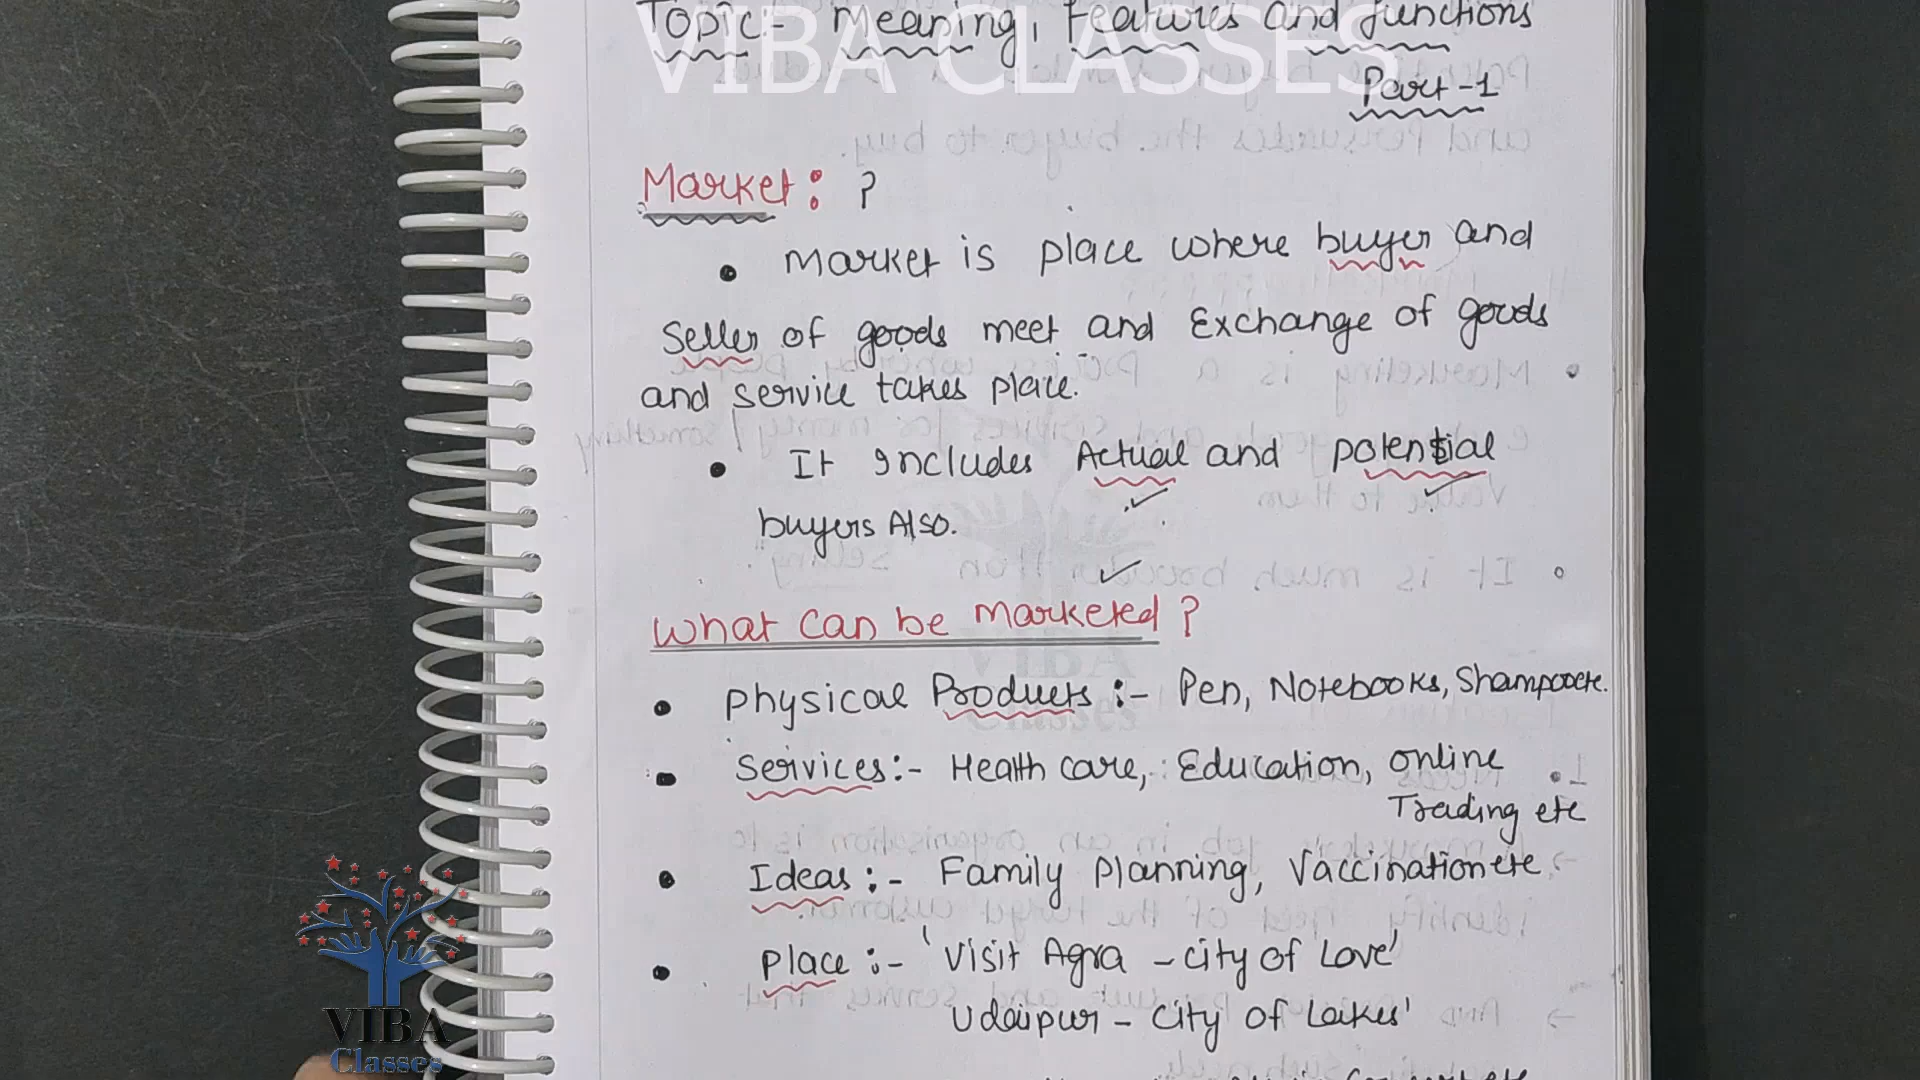 Topic:- Meaning, Features and functions
VIBA CLASSES
Part-1
Market: ?
• Market is place where buyer and
Seller of goods meet and Exchange of goods
and service takes place.
• It Includes Actual and potential
buyers Also.
What can be marketed?
• Physical Products:- Pen, Notebooks, Shampoo etc.
• Services:- Health care, Education, online
Trading etc
• Ideas:- Family Planning, Vaccination etc
• Place:- 'Visit Agra - City of Love'
Udaipur - City of Lakes'
VIBA
Classes